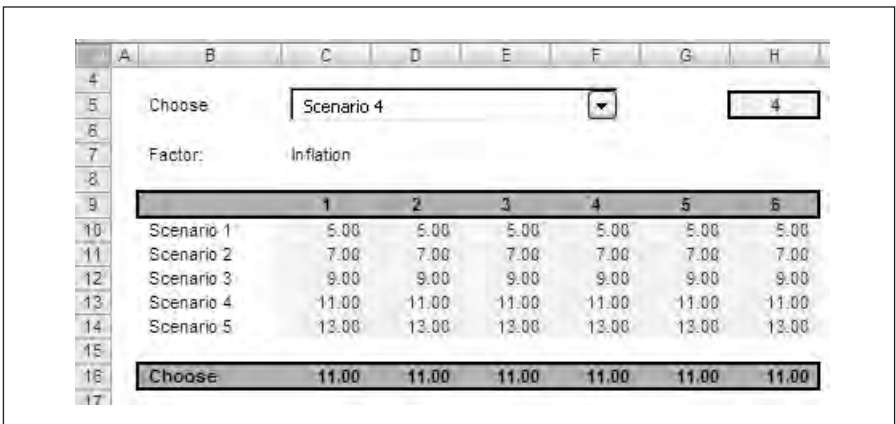 A B C D E F G H
4
5 Choose Scenario 4 4
6
7 Factor: Inflation
8
9 1 2 3 4 5 6
10 Scenario 1 5.00 5.00 5.00 5.00 5.00 5.00
11 Scenario 2 7.00 7.00 7.00 7.00 7.00 7.00
12 Scenario 3 9.00 9.00 9.00 9.00 9.00 9.00
13 Scenario 4 11.00 11.00 11.00 11.00 11.00 11.00
14 Scenario 5 13.00 13.00 13.00 13.00 13.00 13.00
15
16 Choose 11.00 11.00 11.00 11.00 11.00 11.00
17